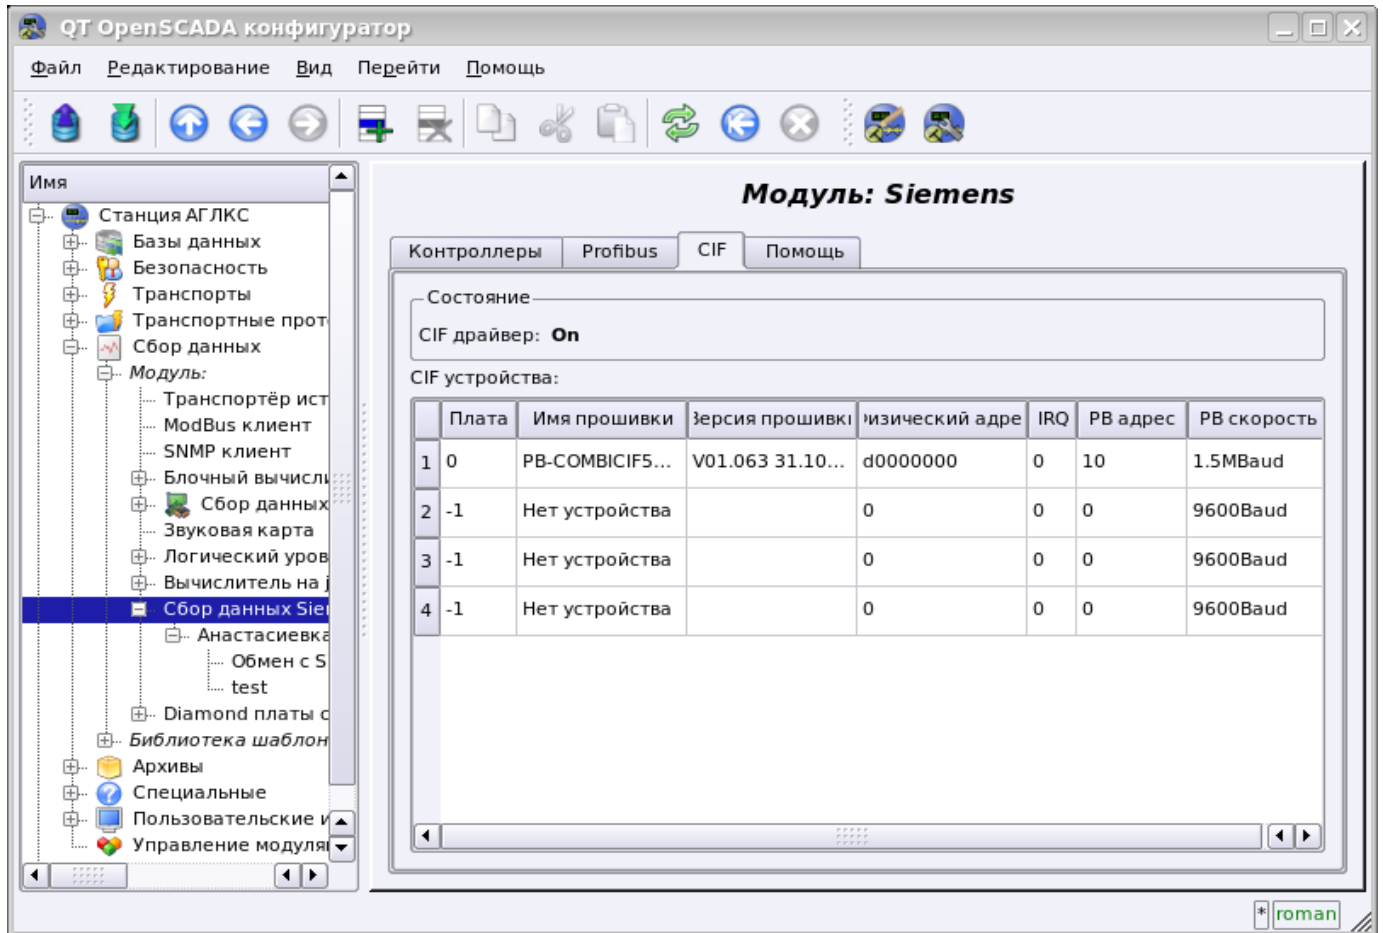 QT OpenSCADA конфигуратор
Файл Редактирование Вид Перейти Помощь
Имя
Станция АГЛКС
Базы данных
Безопасность
Транспорты
Транспортные прот
Сбор данных
Модуль:
Транспортёр ист
ModBus клиент
SNMP клиент
Блочный вычисли
Сбор данных
Звуковая карта
Логический уров
Вычислитель на j
Сбор данных Sie
Анастасиевка
Обмен с S
test
Diamond платы с
Библиотека шаблон
Архивы
Специальные
Пользовательские и
Управление модуля
Модуль: Siemens
Контроллеры Profibus CIF Помощь
Состояние
CIF драйвер: On
CIF устройства:
Плата Имя прошивки Версия прошивки физический адре IRQ PB адрес PB скорость
1 0 PB-COMBICIF5... V01.063 31.10... d0000000 0 10 1.5MBaud
2 -1 Нет устройства 0 0 0 9600Baud
3 -1 Нет устройства 0 0 0 9600Baud
4 -1 Нет устройства 0 0 0 9600Baud
* roman